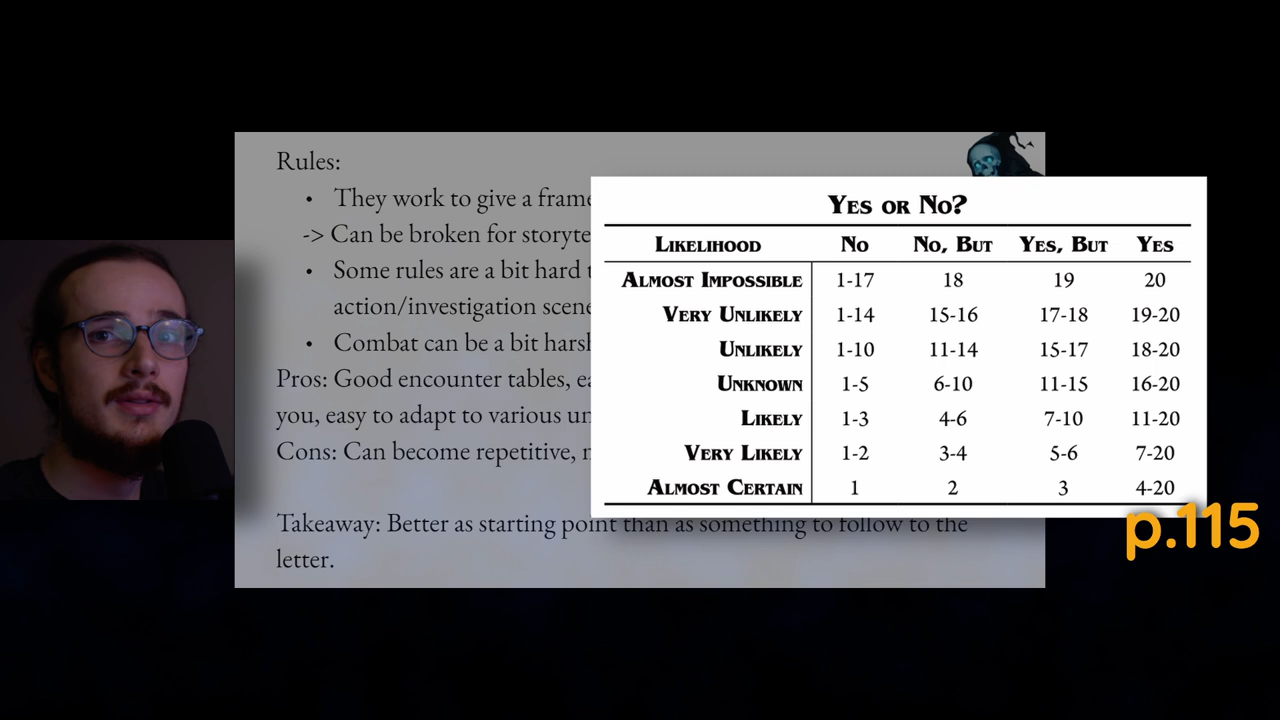 Rules:
• They work to give a frame
-> Can be broken for storyte
• Some rules are a bit hard
action/investigation scene
• Combat can be a bit harsh
Pros: Good encounter tables, ea
you, easy to adapt to various un
Cons: Can become repetitive,
Takeaway: Better as starting point than as something to follow to the
letter.
Yes or No?
Likelihood No No, But Yes, But Yes
Almost Impossible 1-17 18 19 20
Very Unlikely 1-14 15-16 17-18 19-20
Unlikely 1-10 11-14 15-17 18-20
Unknown 1-5 6-10 11-15 16-20
Likely 1-3 4-6 7-10 11-20
Very Likely 1-2 3-4 5-6 7-20
Almost Certain 1 2 3 4-20
p.115